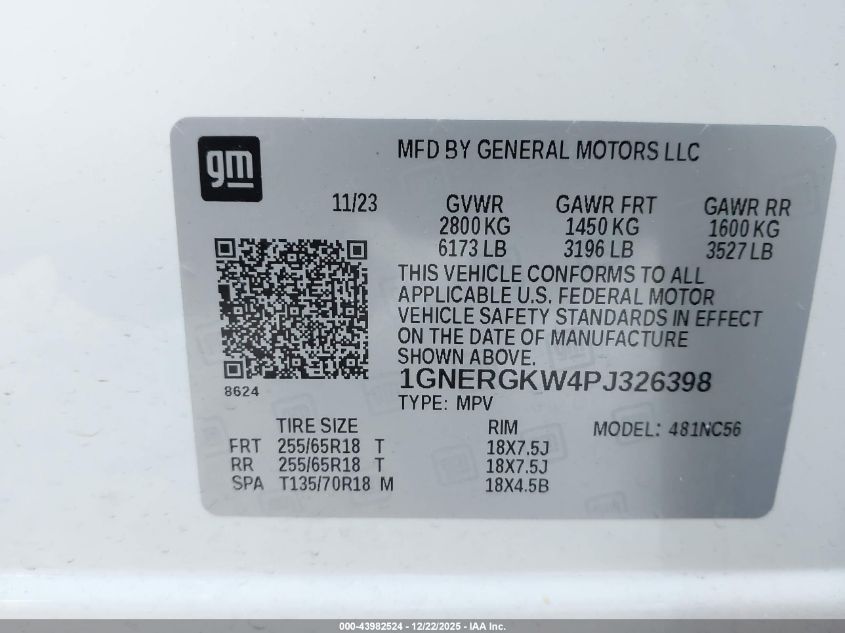 gm
MFD BY GENERAL MOTORS LLC
11/23 GVWR GAWR FRT GAWR RR
2800 KG 1450 KG 1600 KG
6173 LB 3196 LB 3527 LB
THIS VEHICLE CONFORMS TO ALL
APPLICABLE U.S. FEDERAL MOTOR
VEHICLE SAFETY STANDARDS IN EFFECT
ON THE DATE OF MANUFACTURE
SHOWN ABOVE.
8624
1GNERGKW4PJ326398
TYPE: MPV
TIRE SIZE RIM MODEL: 481NC56
FRT 255/65R18 T 18X7.5J
RR 255/65R18 T 18X7.5J
SPA T135/70R18 M 18X4.5B
000-43982524 - 12/22/2025 - IAA Inc.